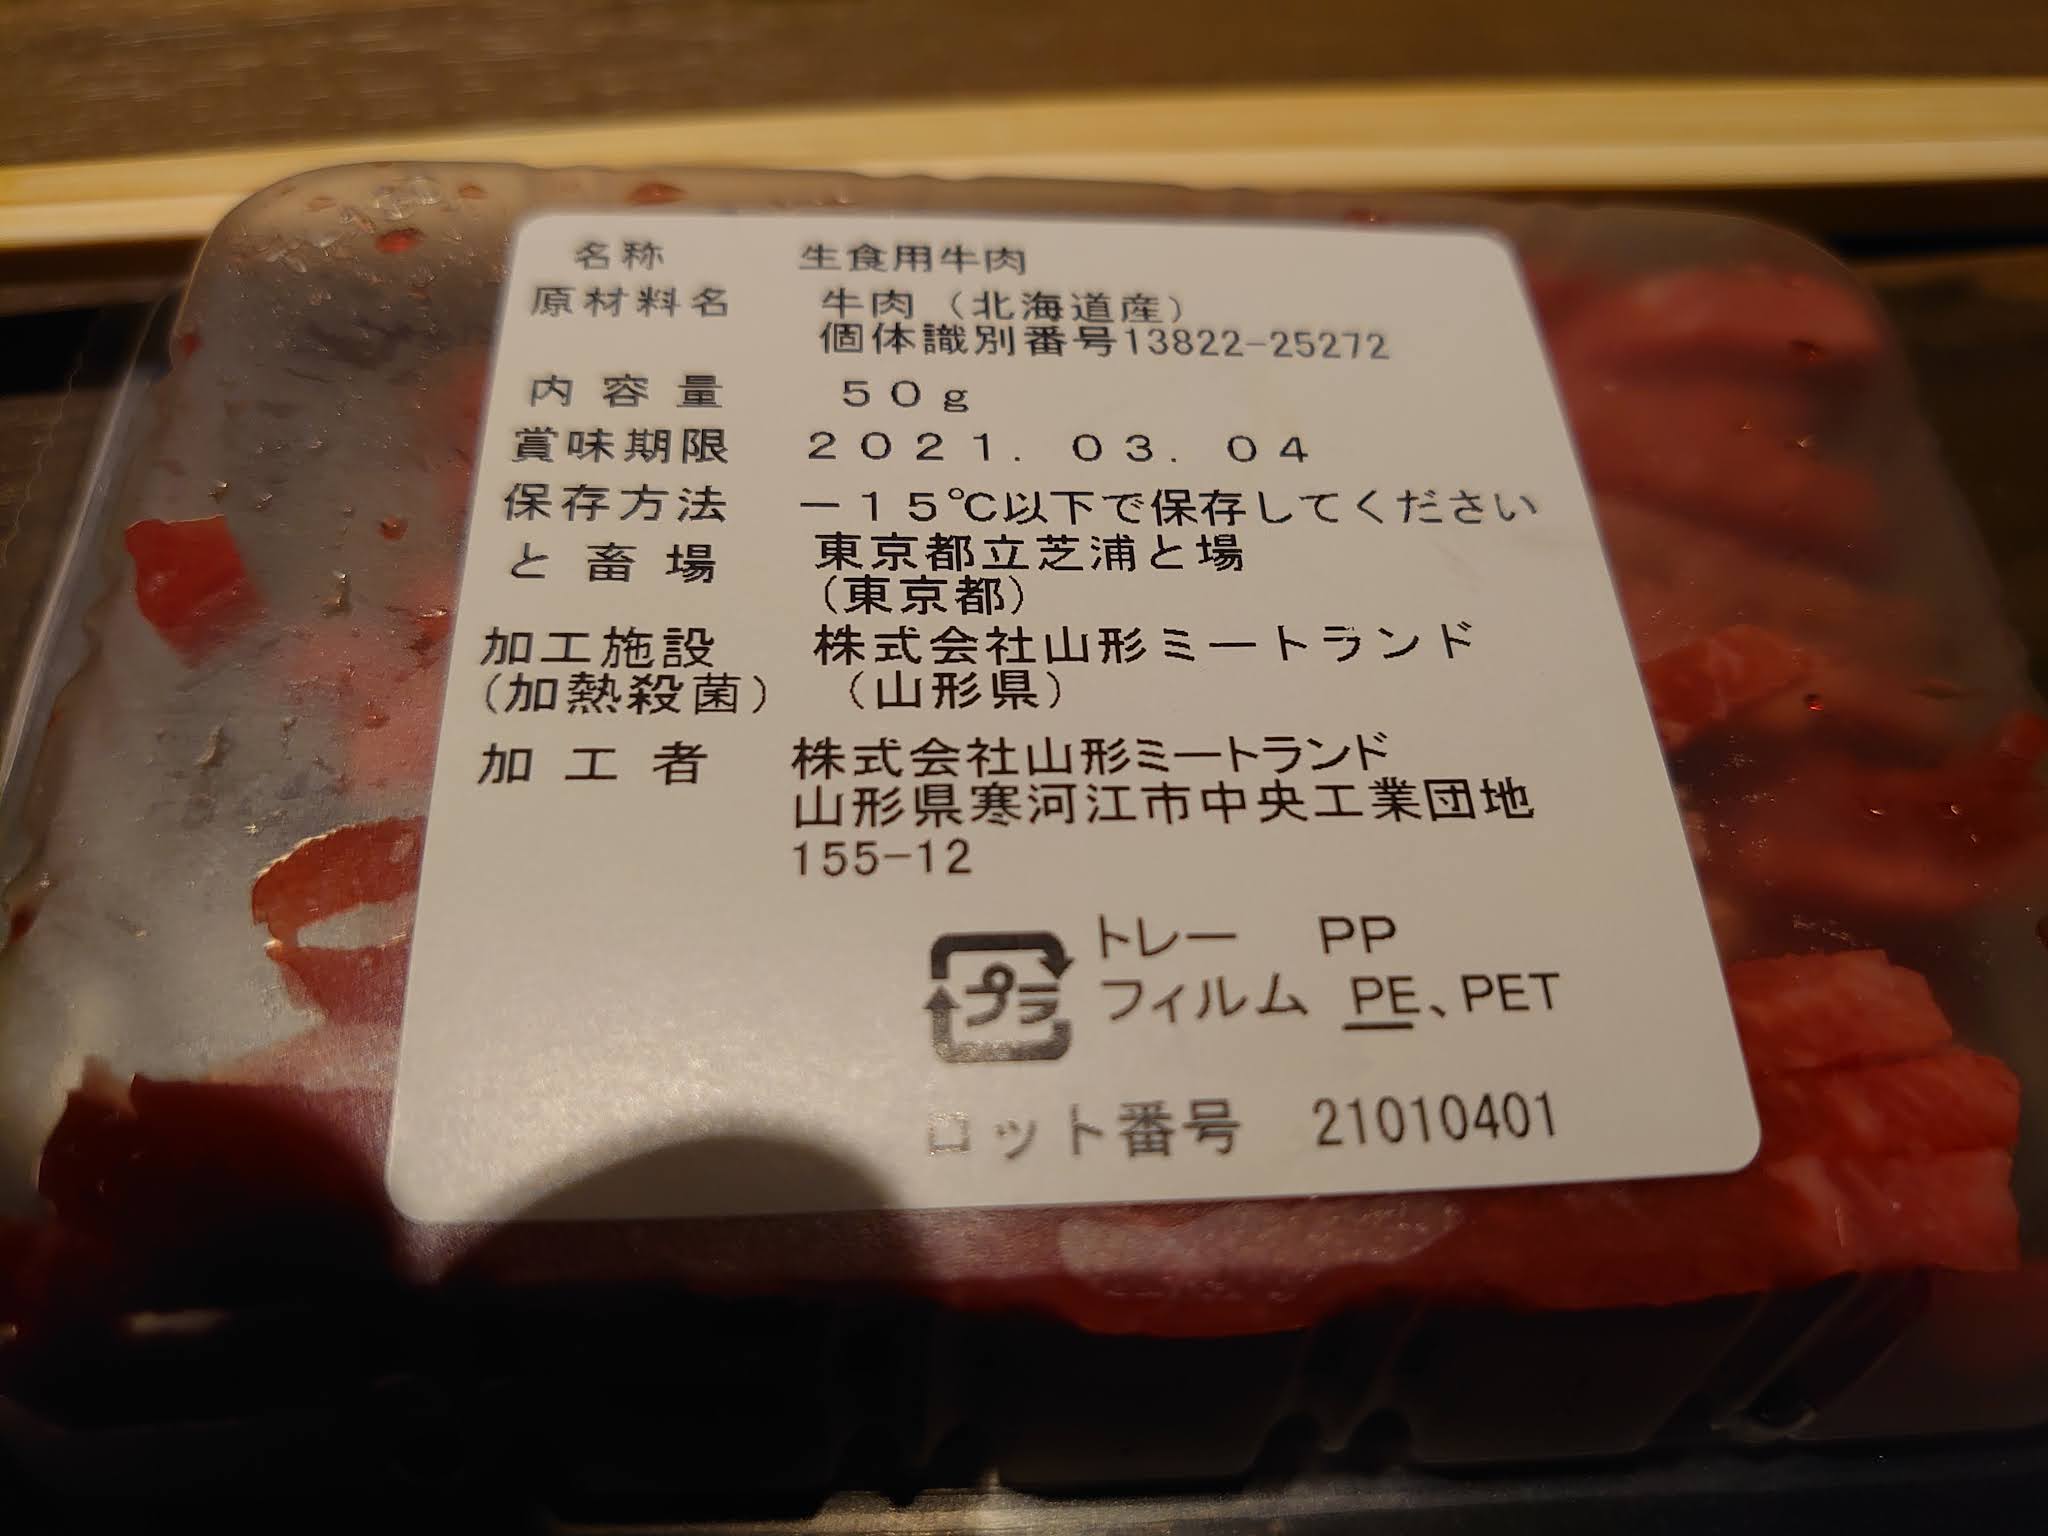 名称 生食用牛肉
原材料名 牛肉（北海道産）
個体識別番号13822-25272
内容量 50g
賞味期限 2021.03.04
保存方法 －15℃以下で保存してください
と畜場 東京都立芝浦と場
（東京都）
加工施設 株式会社山形ミートランド
（加熱殺菌） （山形県）
加工者 株式会社山形ミートランド
山形県寒河江市中央工業団地
155-12
プラ
トレー PP
フィルム PE、PET
ロット番号 21010401